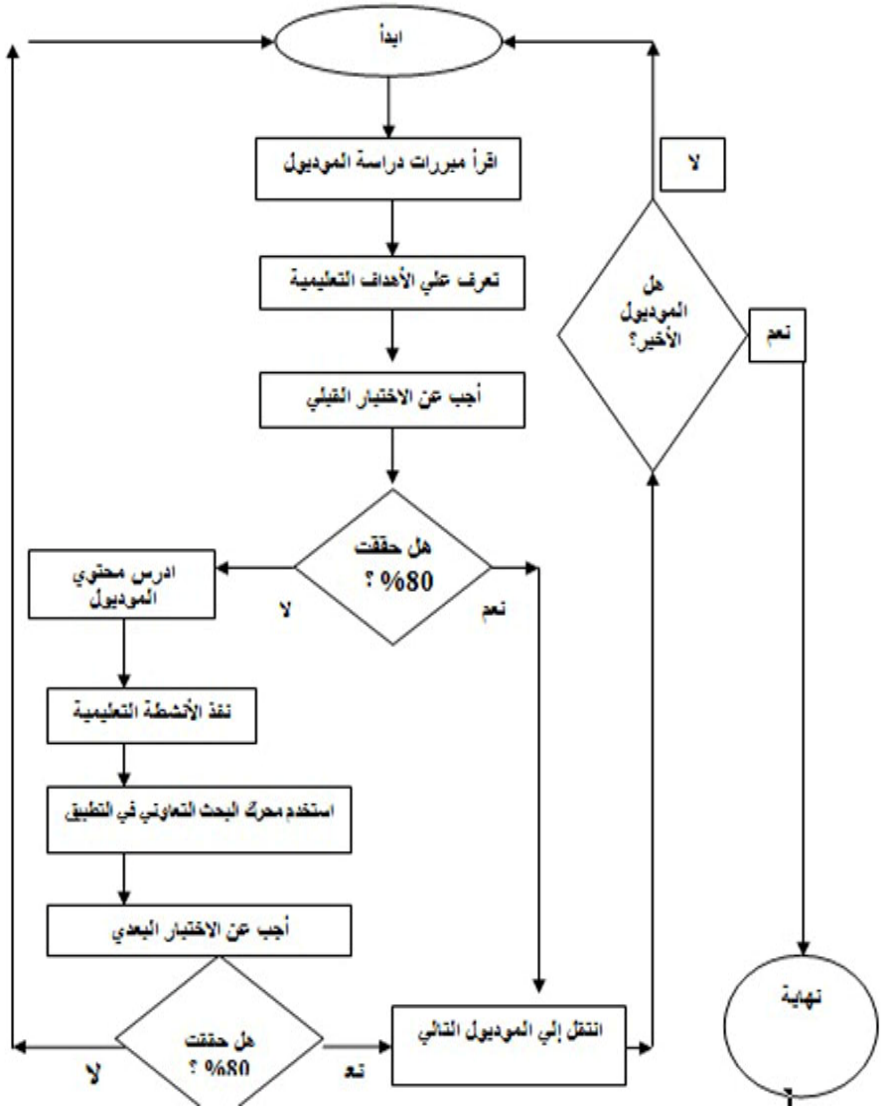 ابدأ
اقرأ مبررات دراسة الموديول
تعرف علي الأهداف التعليمية
أجب عن الاختبار القبلي
هل حققت
80% ؟
لا
نعم
ادرس محتوي
الموديول
نفذ الأنشطة التعليمية
استخدم محرك البحث التعاوني في التطبيق
أجب عن الاختبار البعدي
هل حققت
80% ؟
لا
نع
انتقل إلي الموديول التالي
هل
الموديول
الأخير؟
لا
نعم
نهاية